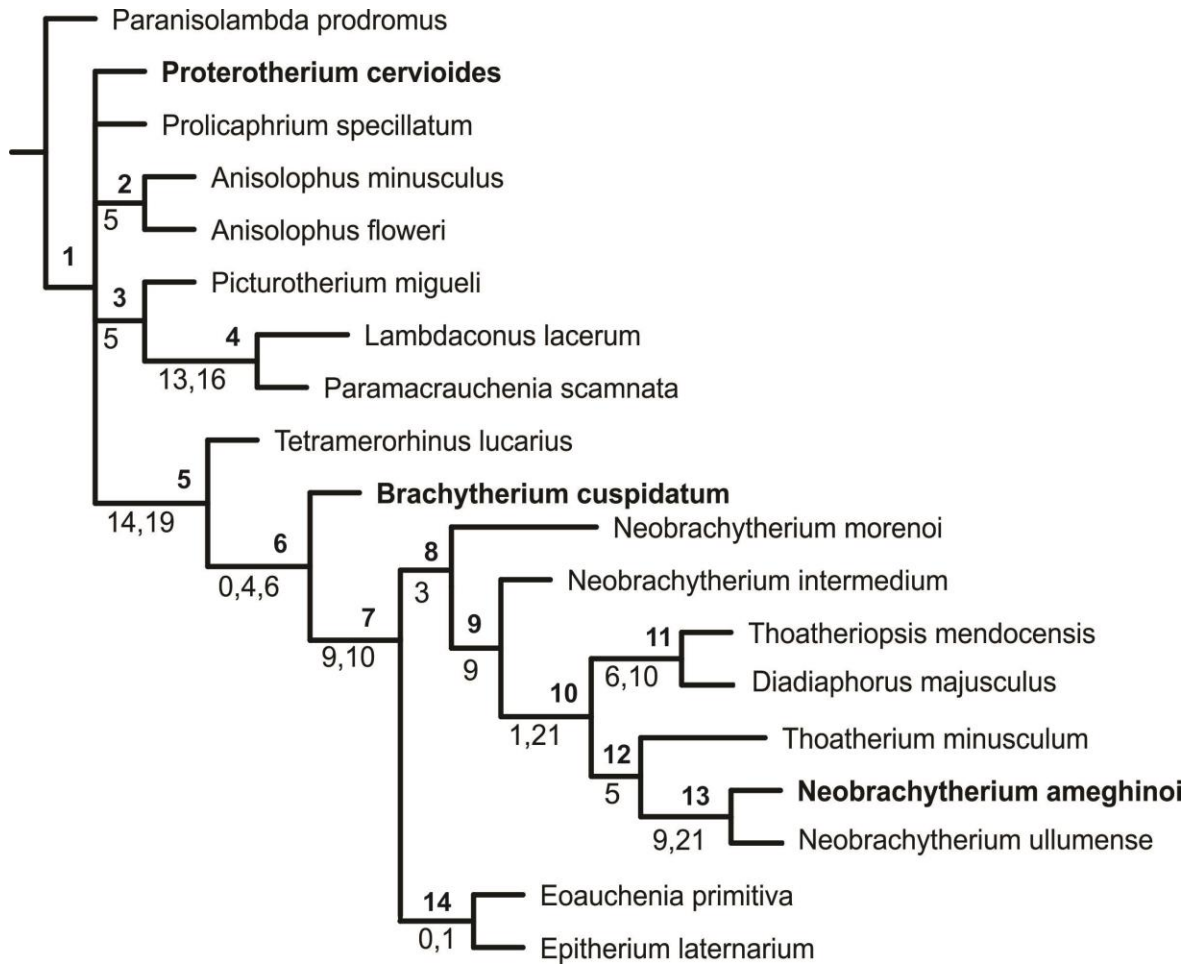 Paranisolambda prodromus
Proterotherium cervioides
Prolicaphrium specillatum
2 Anisolophus minusculus
5
Anisolophus floweri
1
Picturotherium migueli
3
5
4 Lambdaconus lacerum
13,16
Paramacrauchenia scamnata
Tetramerorhinus lucarius
5
14,19
Brachytherium cuspidatum
6
0,4,6
Neobrachytherium morenoi
8
3
Neobrachytherium intermedium
7
9,10
9
9
11 Thoatheriopsis mendocensis
6,10
Diadiaphorus majusculus
10
1,21
Thoatherium minusculum
12
5
13 Neobrachytherium ameghinoi
9,21
Neobrachytherium ullumense
14 Eoauchenia primitiva
0,1
Epitherium laternarium